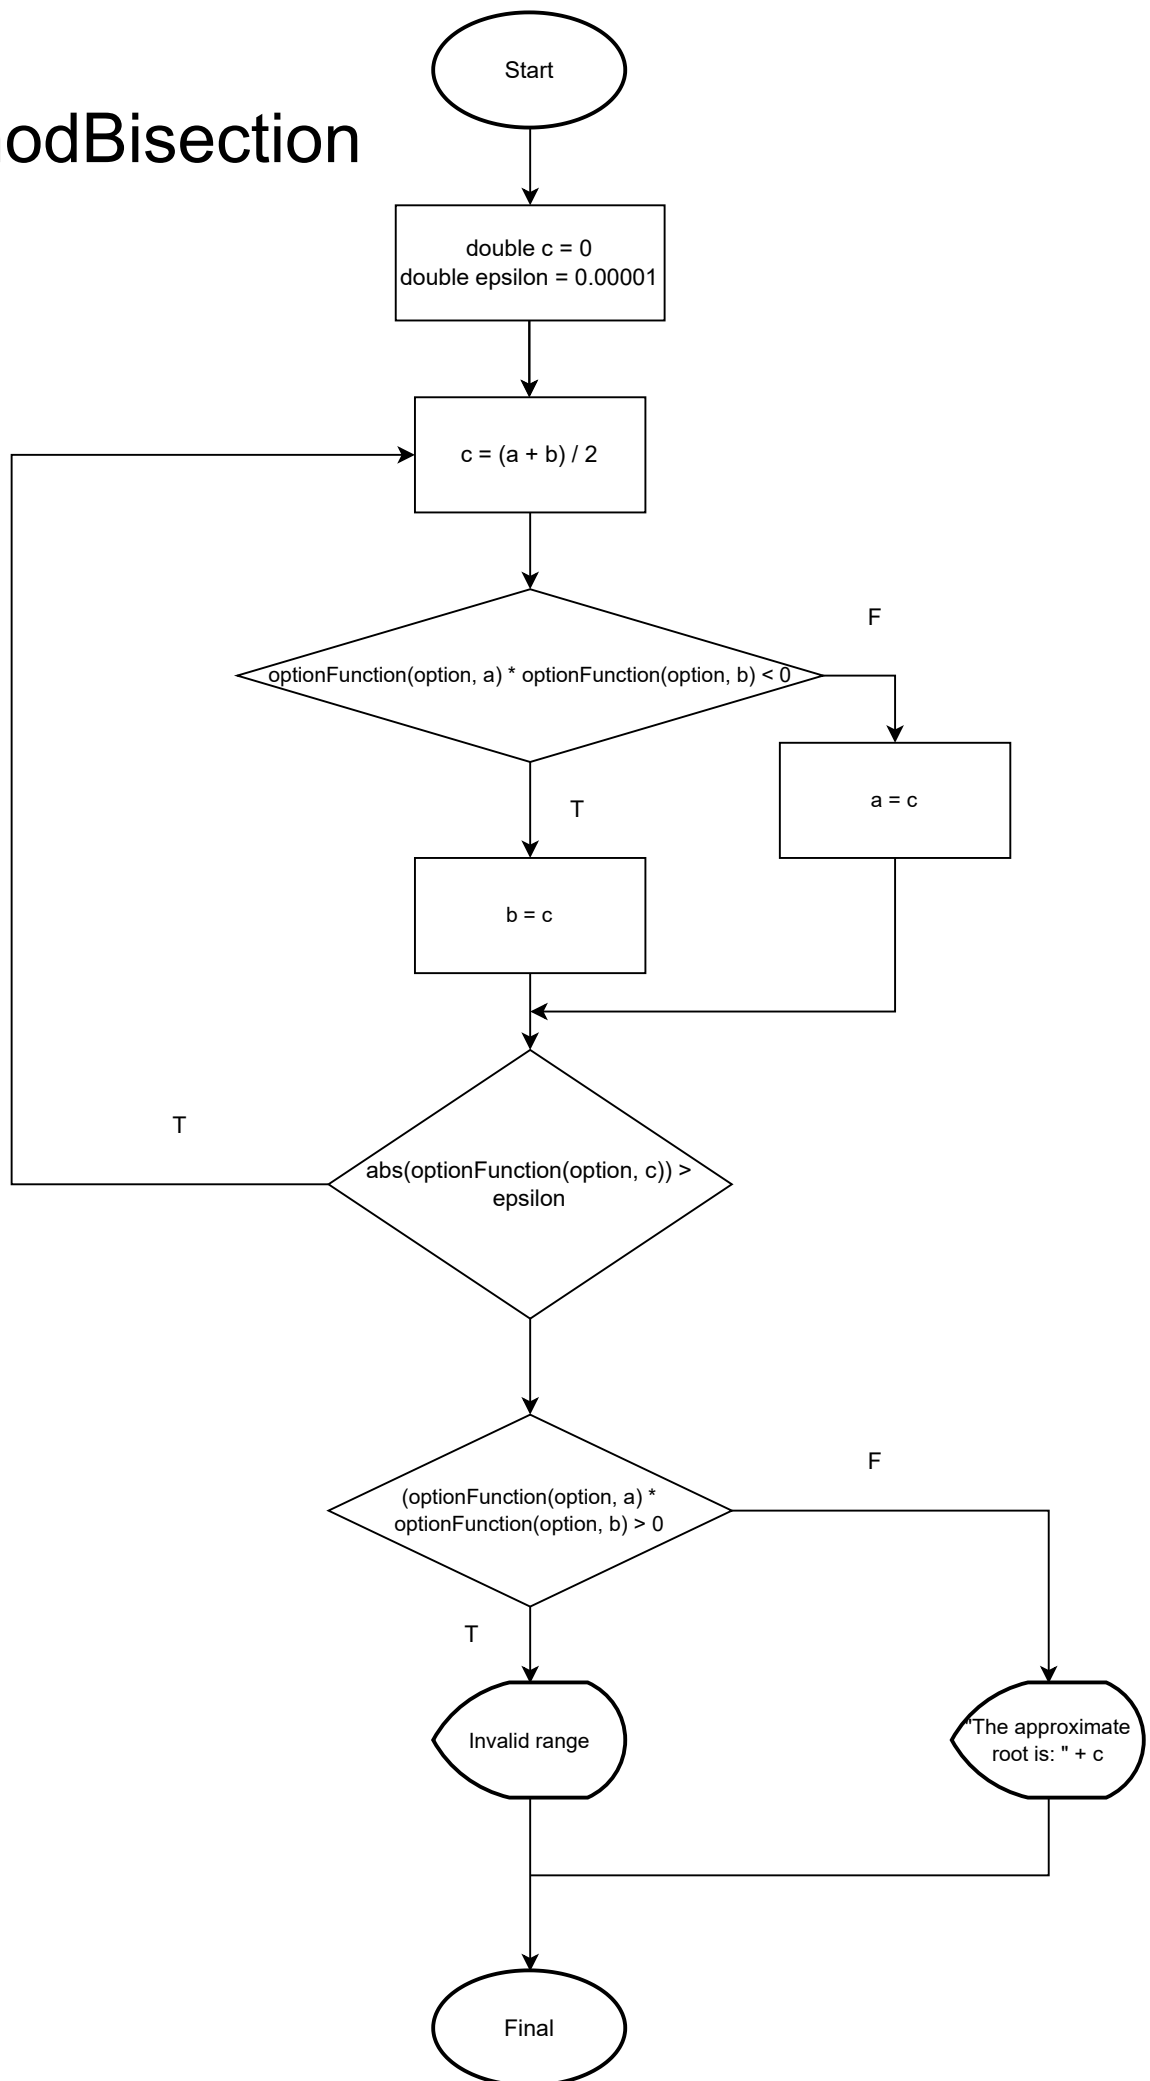 Start
odBisection
double c = 0
double epsilon = 0.00001
c = (a + b) / 2
F
optionFunction(option, a) * optionFunction(option, b) < 0
a = c
T
b = c
T
abs(optionFunction(option, c)) >
epsilon
F
(optionFunction(option, a) *
optionFunction(option, b) > 0
T
Invalid range
"The approximate
root is: " + c
Final